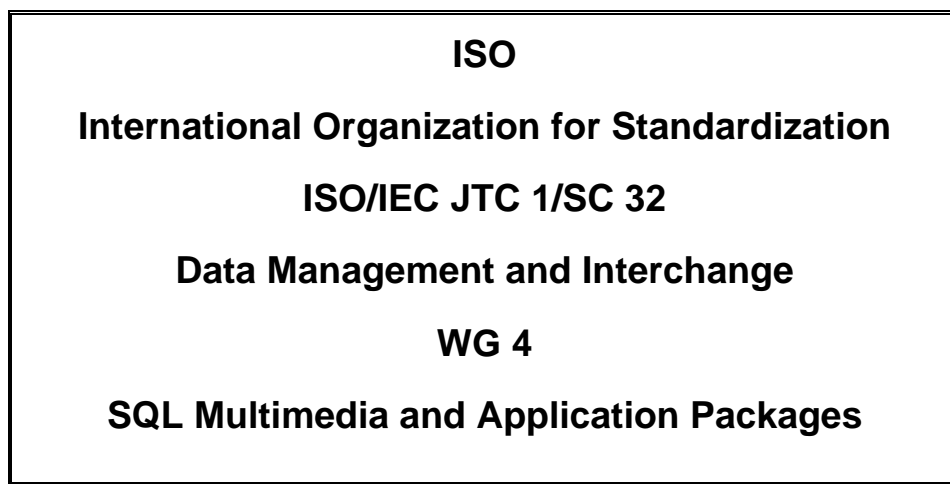 ISO
International Organization for Standardization
ISO/IEC JTC 1/SC 32
Data Management and Interchange
WG 4
SQL Multimedia and Application Packages